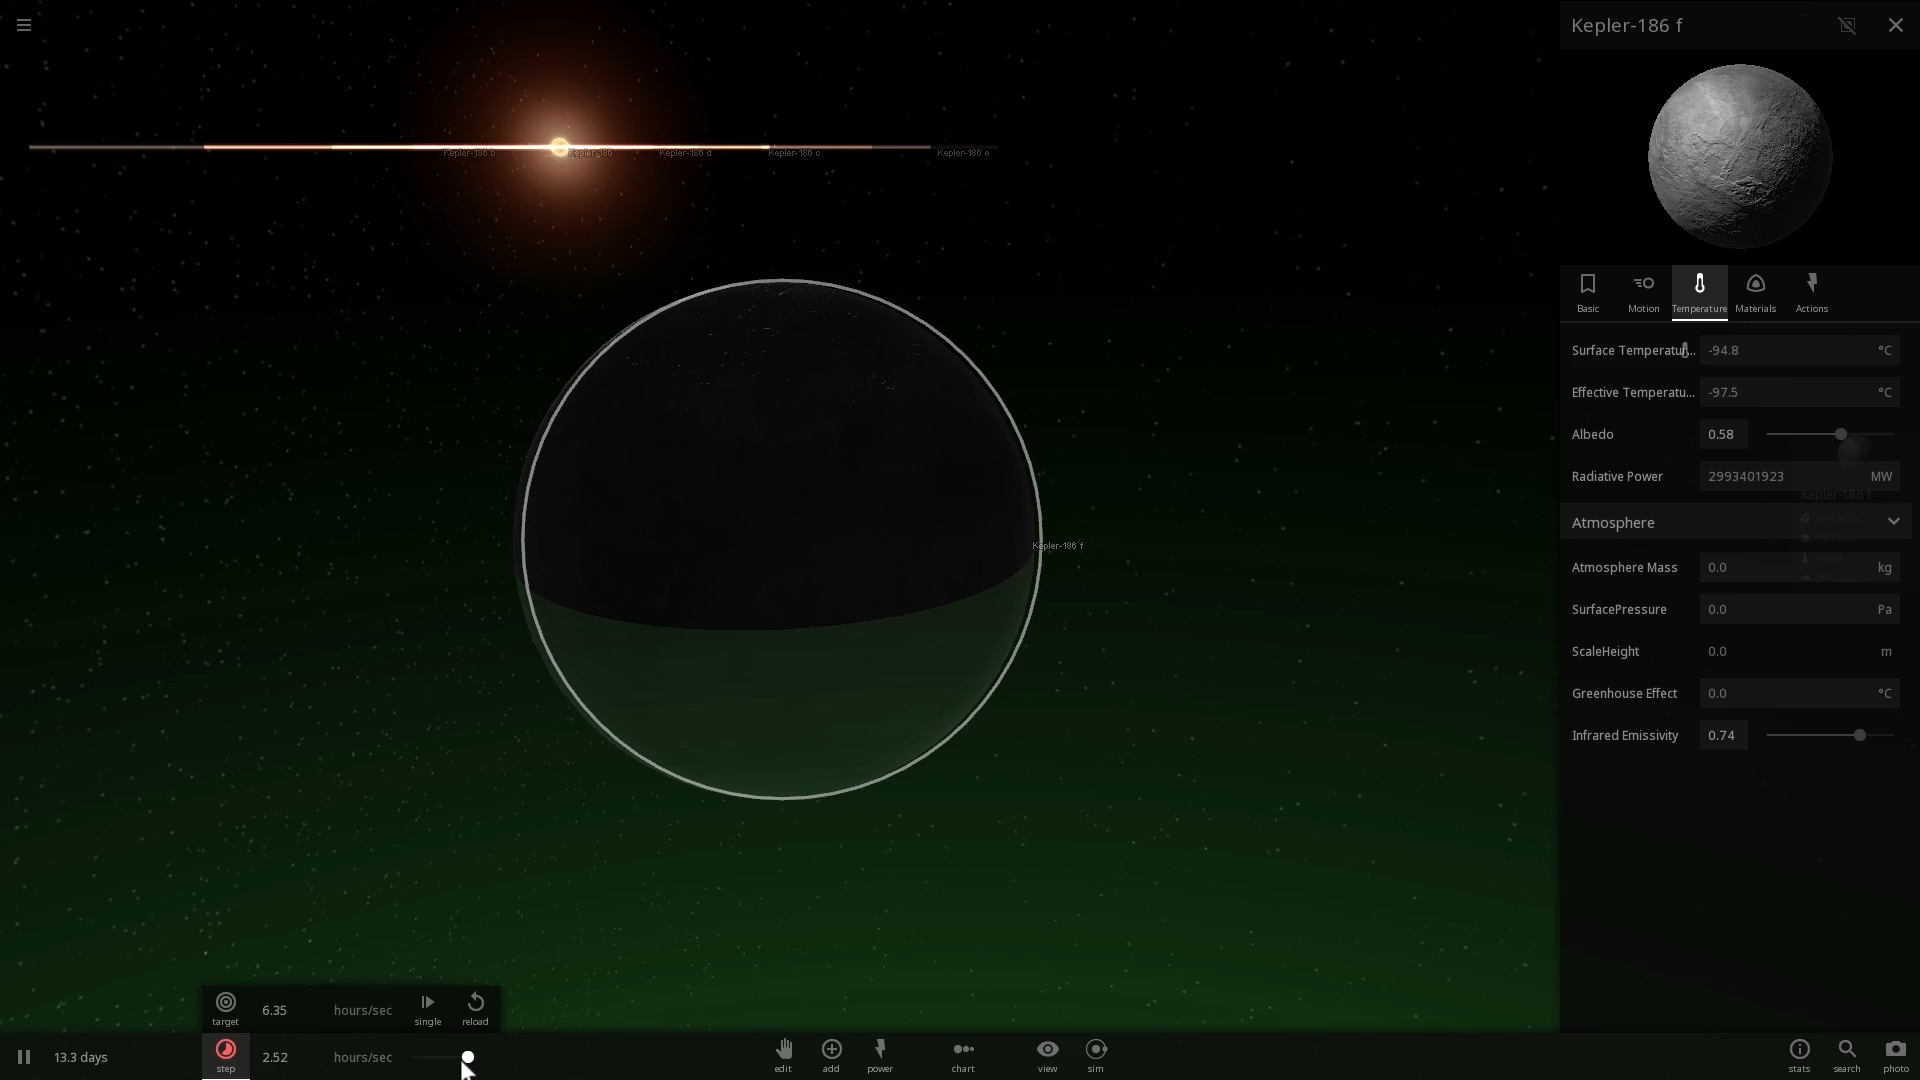 Kepler-186 f
Kepler-186 b
Kepler-186
Kepler-186 d
Kepler-186 c
Kepler-186 e
Basic
Motion
Temperature
Materials
Actions
Surface Temperatur... -94.8 °C
Effective Temperatu... -97.5 °C
Albedo 0.58
Radiative Power 2993401923 MW
Kepler-186 f
Atmosphere
Kepler-186 f
Atmosphere Mass 0.0 kg
SurfacePressure 0.0 Pa
ScaleHeight 0.0 m
Greenhouse Effect 0.0 °C
Infrared Emissivity 0.74
target 6.35 hours/sec single reload
13.3 days step 2.52 hours/sec
edit add power chart view sim
stats search photo